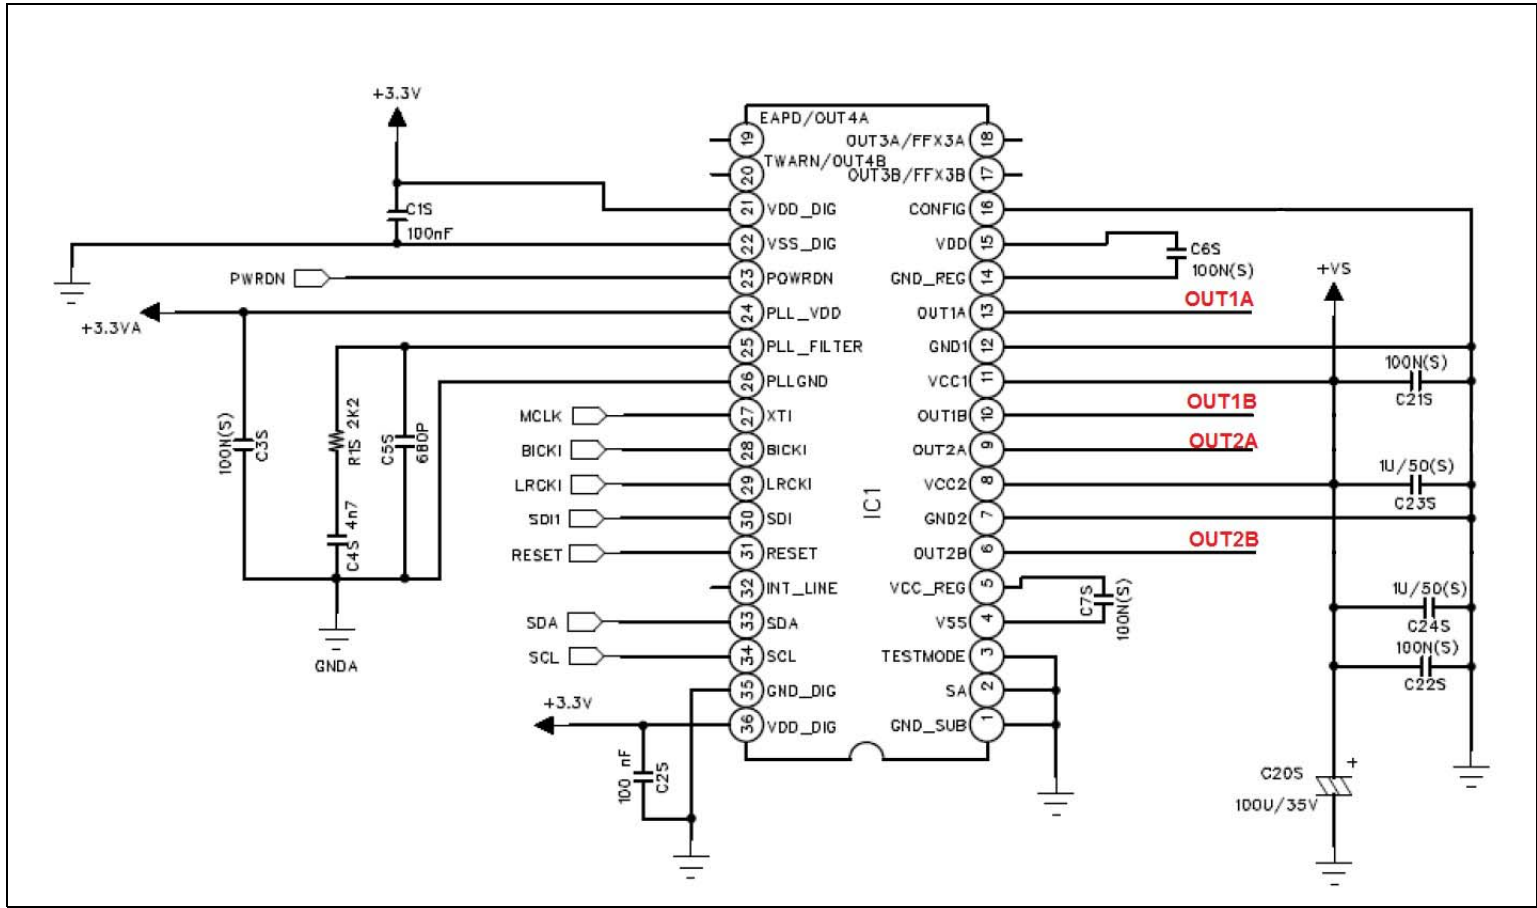 +3.3V
C1S
100nF
PWRDN
+3.3VA
100N(S)
C3S
R1S 2K2
C4S 4n7
C5S
680P
GNDA
MCLK
BICKI
LRCKI
SDI1
RESET
SDA
SCL
+3.3V
100 nF
C2S
19 EAPD/OUT4A
20 TWARN/OUT4B
21 VDD_DIG
22 VSS_DIG
23 POWRDN
24 PLL_VDD
25 PLL_FILTER
26 PLLGND
27 XTI
28 BICKI
29 LRCKI
30 SDI
31 RESET
32 INT_LINE
33 SDA
34 SCL
35 GND_DIG
36 VDD_DIG
IC1
OUT3A/FFX3A 18
OUT3B/FFX3B 17
CONFIG 16
VDD 15
GND_REG 14
OUT1A 13
GND1 12
VCC1 11
OUT1B 10
OUT2A 9
VCC2 8
GND2 7
OUT2B 6
VCC_REG 5
VSS 4
TESTMODE 3
SA 2
GND_SUB 1
C6S
100N(S)
OUT1A
OUT1B
OUT2A
OUT2B
C7S
100N(S)
+VS
100N(S)
C21S
1U/50(S)
C23S
1U/50(S)
C24S
100N(S)
C22S
C20S
+
100U/35V